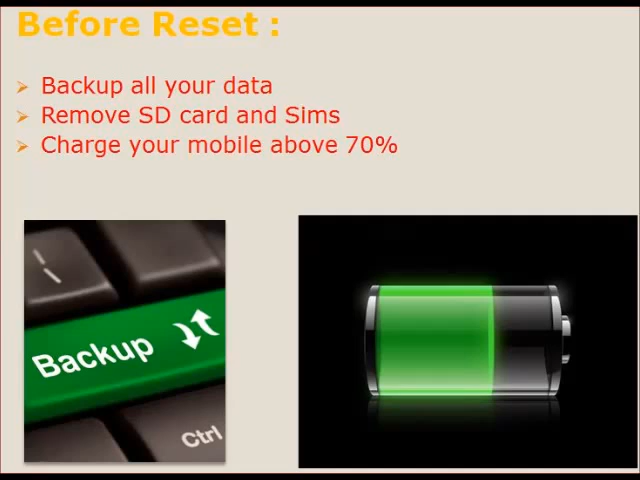 Before Reset :
Backup all your data
Remove SD card and Sims
Charge your mobile above 70%
Backup
Ctrl